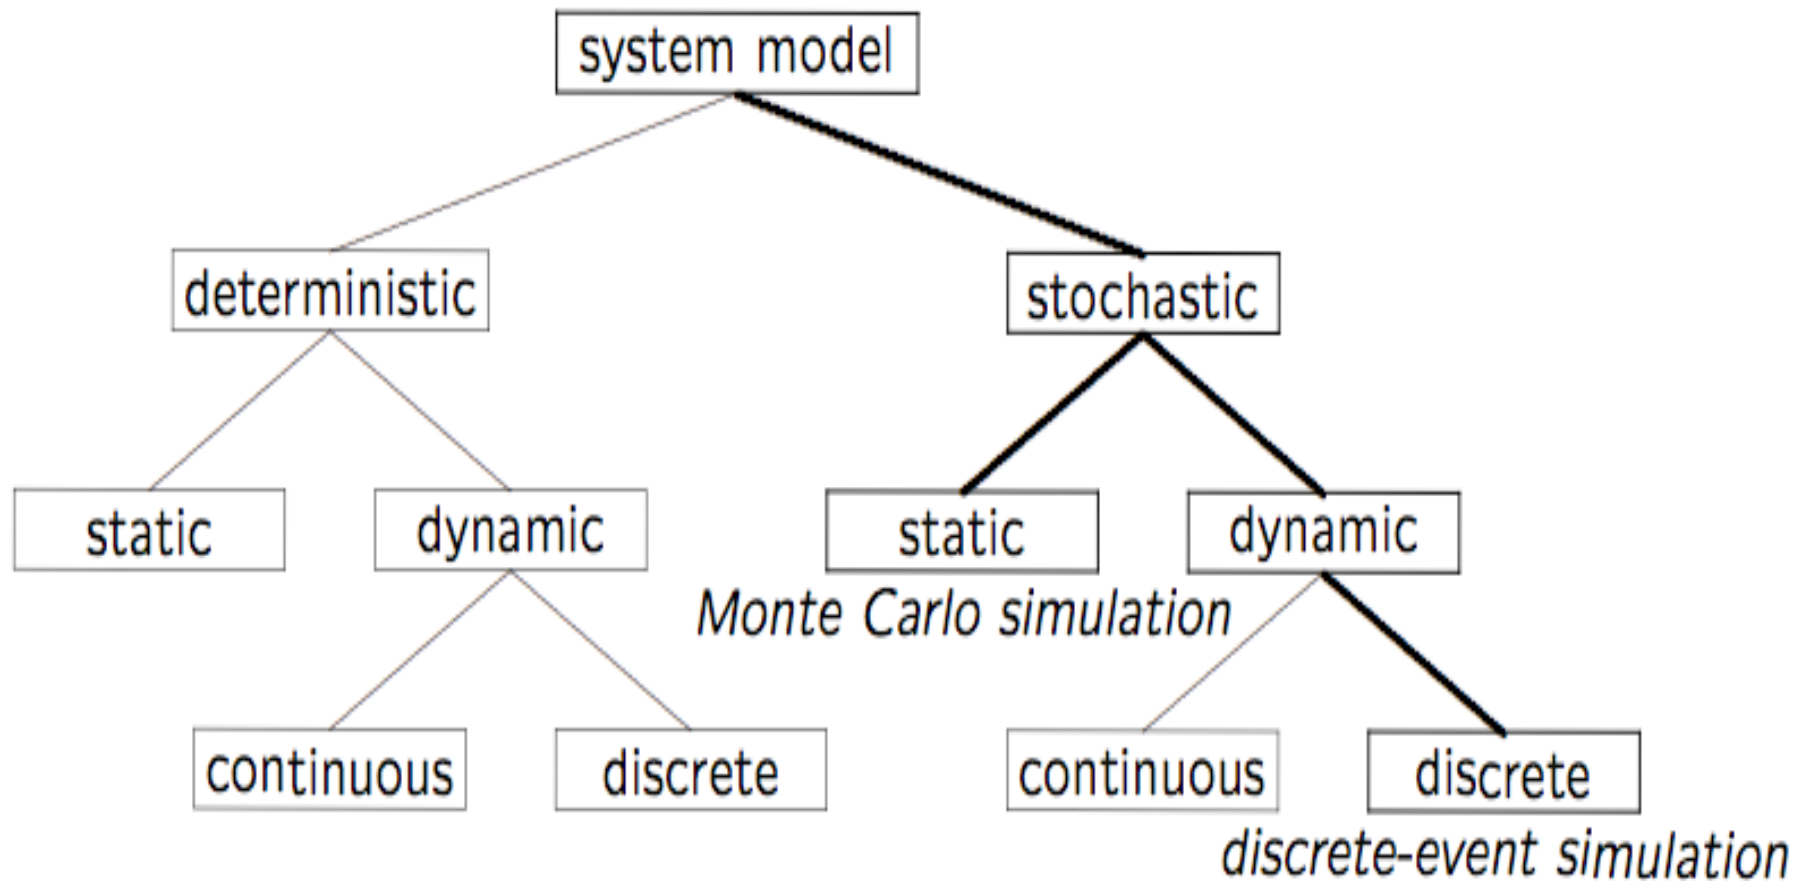 system model
deterministic
stochastic
static
dynamic
static
dynamic
Monte Carlo simulation
continuous
discrete
continuous
discrete
discrete-event simulation